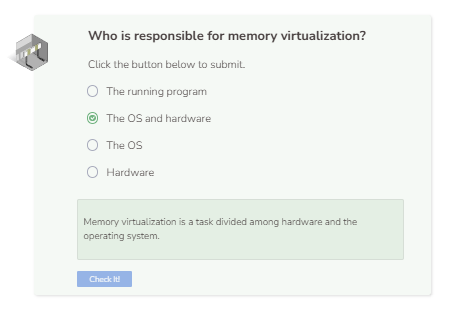 Who is responsible for memory virtualization?
Click the button below to submit.
The running program
The OS and hardware
The OS
Hardware
Memory virtualization is a task divided among hardware and the
operating system.
Check It!